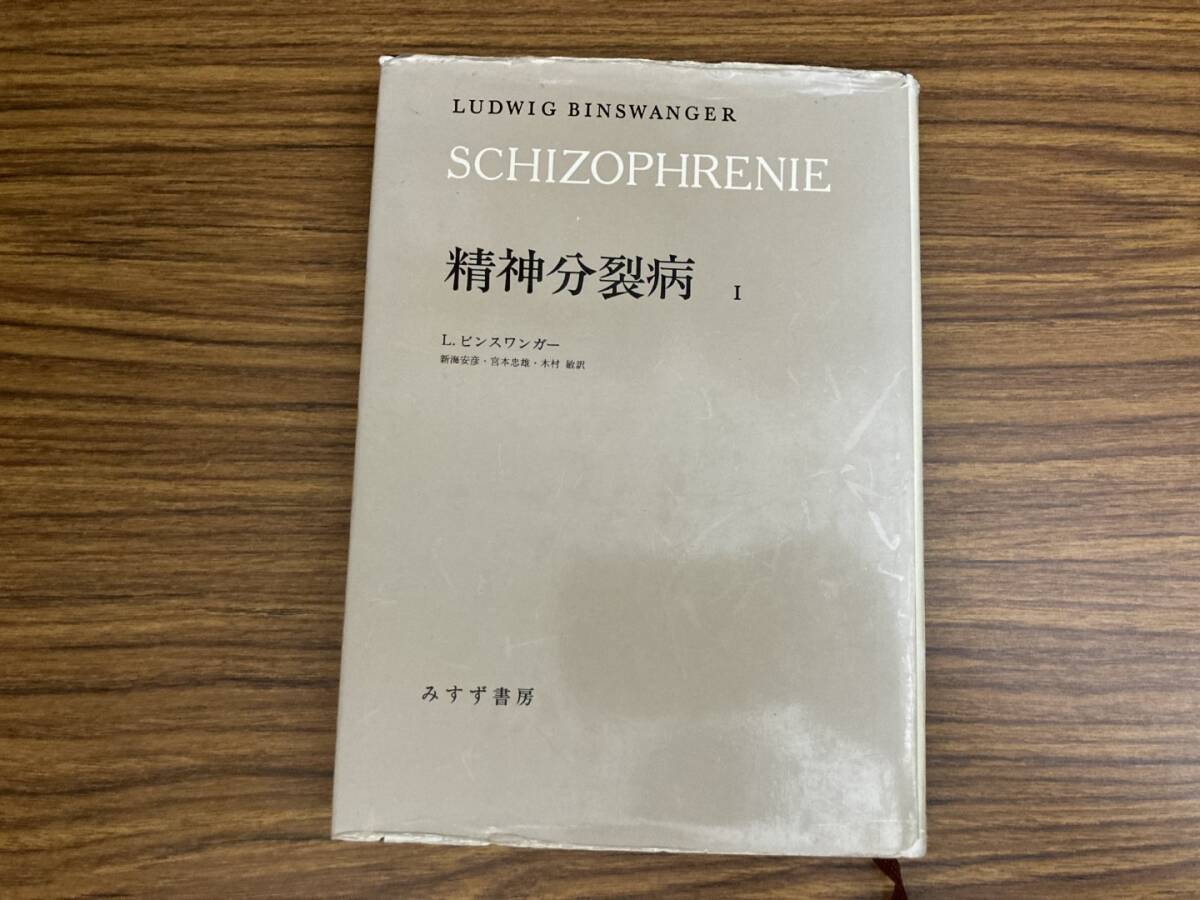 LUDWIG BINSWANGER
SCHIZOPHRENIE
精神分裂病 I
L. ビンスワンガー
新海安彦・宮本忠雄・木村 敏訳
みすず書房